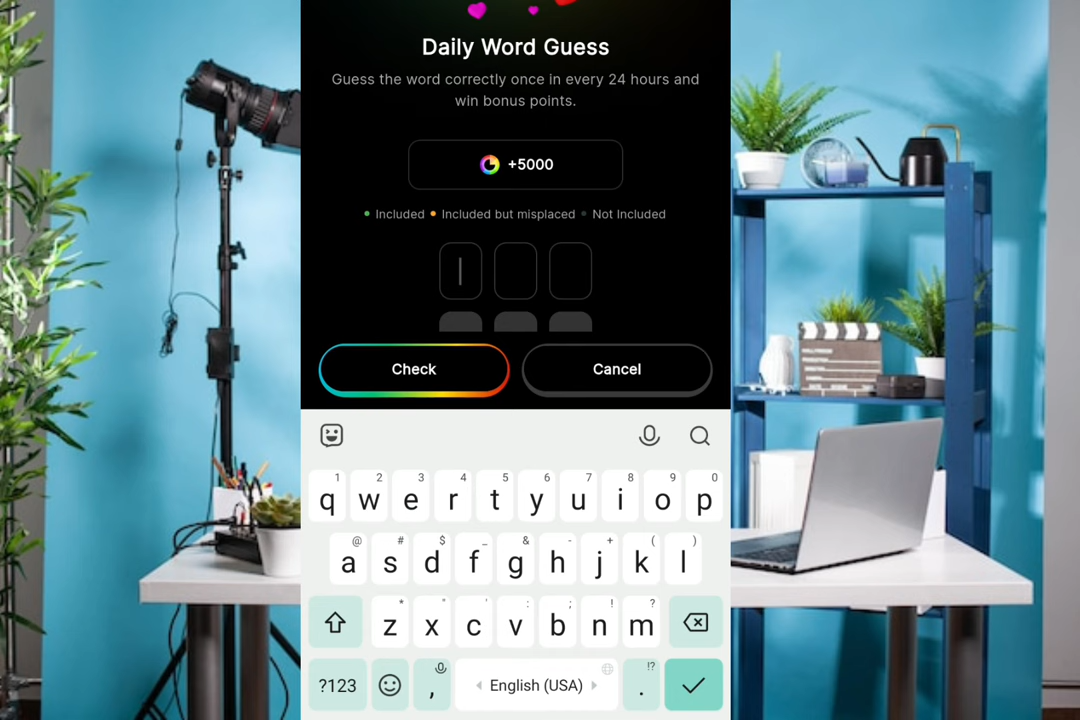 Daily Word Guess
Guess the word correctly once in every 24 hours and
win bonus points.
+5000
Included Included but misplaced Not Included
Check Cancel
1 2 3 4 5 6 7 8 9 0
q w e r t y u i o p
@ # $ _ & - + ( )
a s d f g h j k l
* " ' : ; ! ?
z x c v b n m
?123 , English (USA) . !?